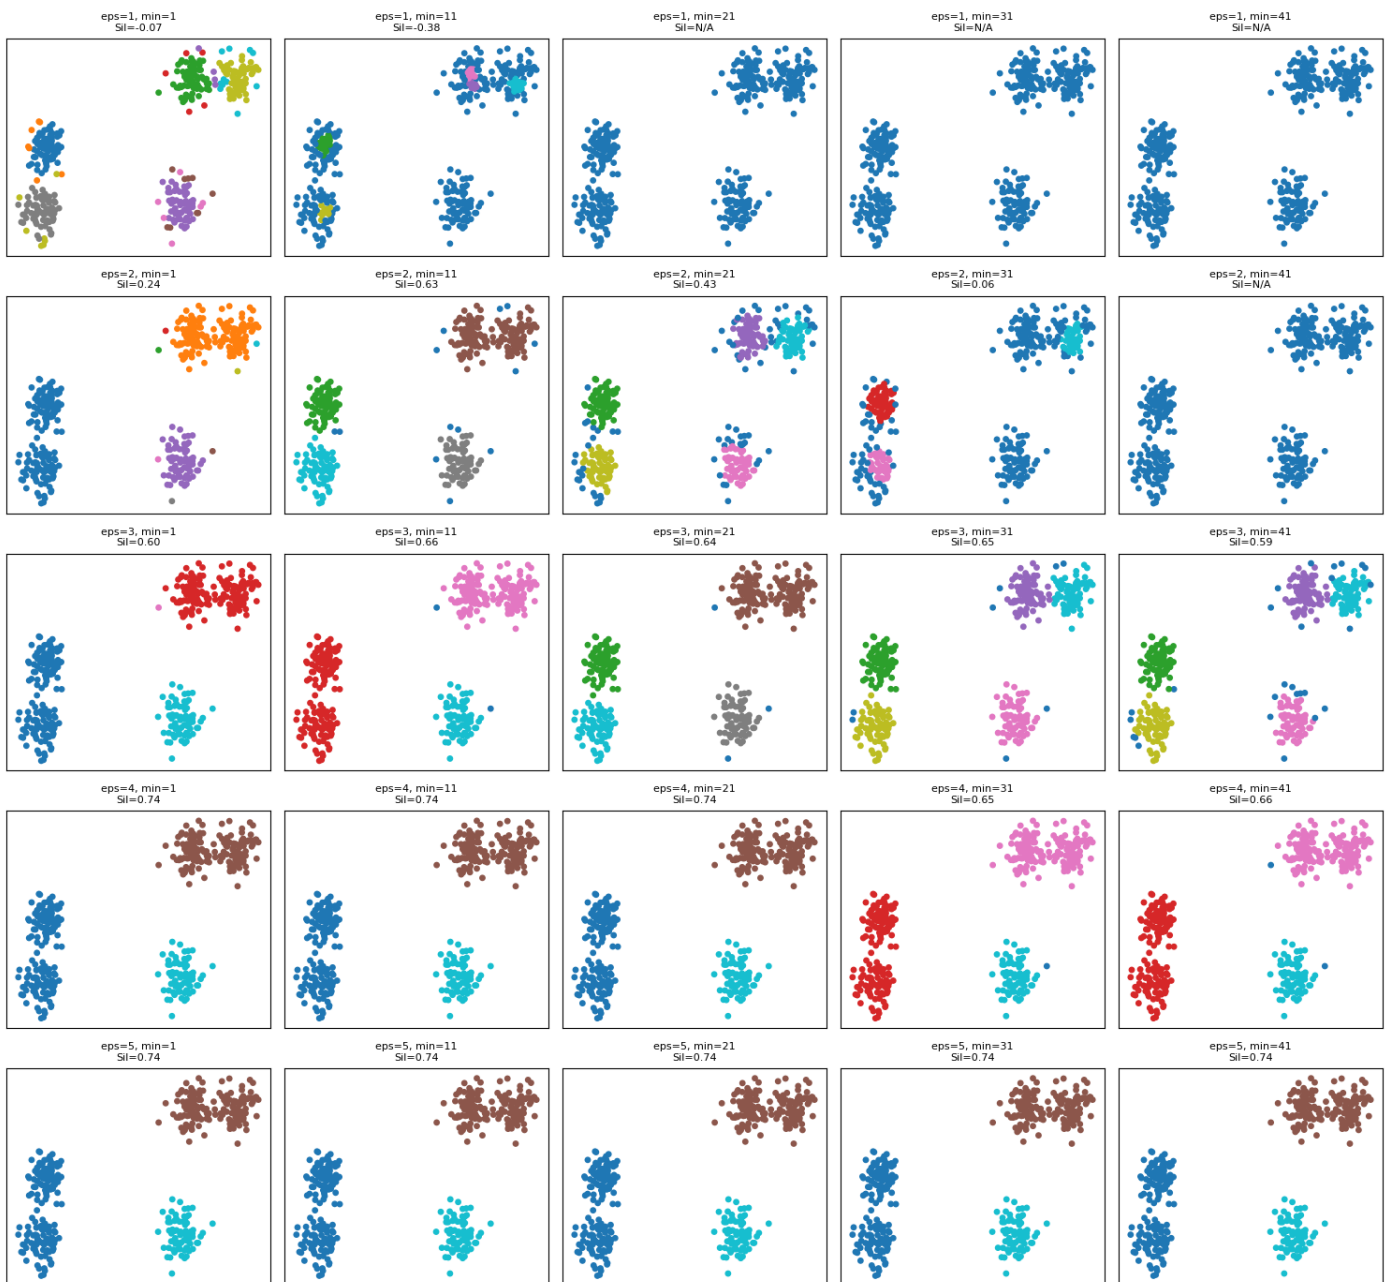 eps=1, min=1
Sil=-0.07
eps=1, min=11
Sil=-0.38
eps=1, min=21
Sil=N/A
eps=1, min=31
Sil=N/A
eps=1, min=41
Sil=N/A
eps=2, min=1
Sil=0.24
eps=2, min=11
Sil=0.63
eps=2, min=21
Sil=0.43
eps=2, min=31
Sil=0.06
eps=2, min=41
Sil=N/A
eps=3, min=1
Sil=0.60
eps=3, min=11
Sil=0.66
eps=3, min=21
Sil=0.64
eps=3, min=31
Sil=0.65
eps=3, min=41
Sil=0.59
eps=4, min=1
Sil=0.74
eps=4, min=11
Sil=0.74
eps=4, min=21
Sil=0.74
eps=4, min=31
Sil=0.65
eps=4, min=41
Sil=0.66
eps=5, min=1
Sil=0.74
eps=5, min=11
Sil=0.74
eps=5, min=21
Sil=0.74
eps=5, min=31
Sil=0.74
eps=5, min=41
Sil=0.74